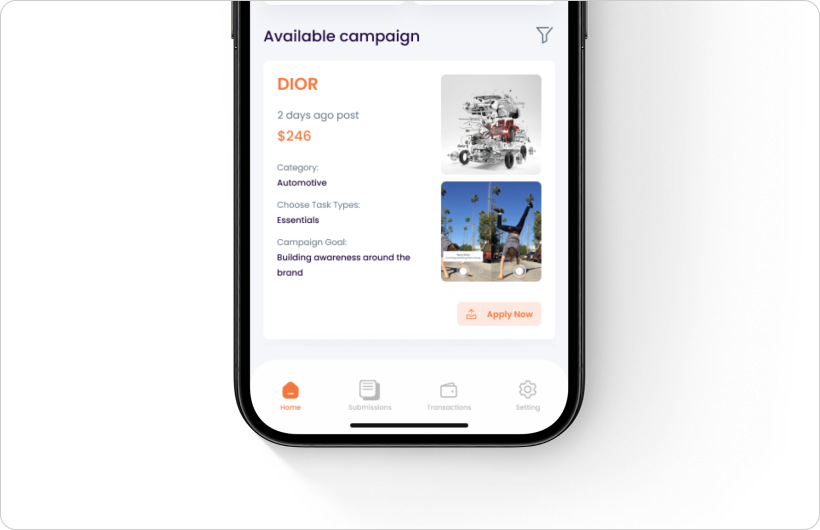 Available campaign
DIOR
2 days ago post
$246
Category:
Automotive
Choose Task Types:
Essentials
Campaign Goal:
Building awareness around the
brand
Apply Now
Home
Submissions
Transactions
Setting